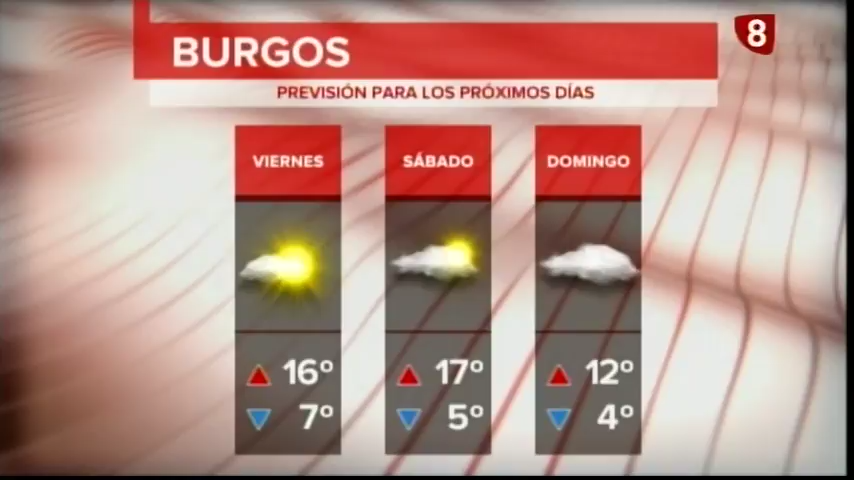 BURGOS
8
PREVISIÓN PARA LOS PRÓXIMOS DÍAS
VIERNES
SÁBADO
DOMINGO
16º
17º
12º
7º
5º
4º